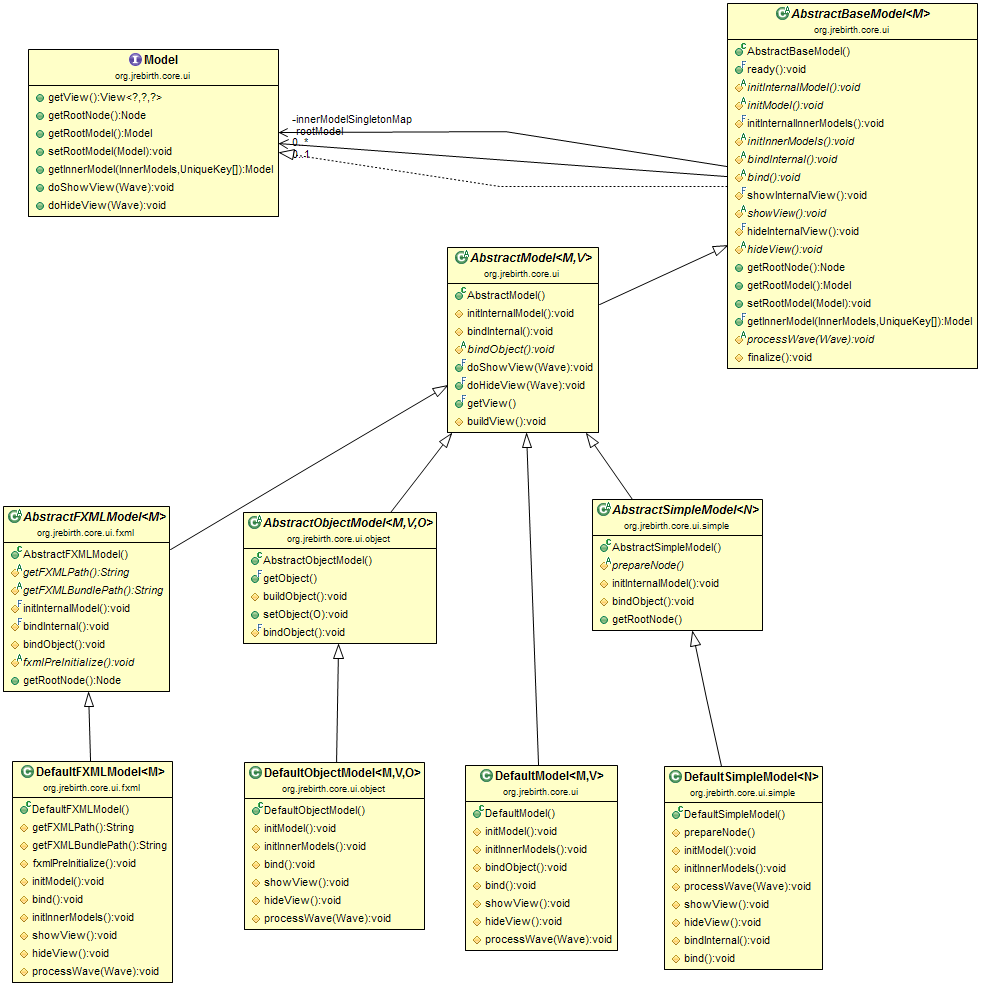 AbstractBaseModel<M>
org.jrebirth.core.ui
AbstractBaseModel()
ready():void
initInternalModel():void
initModel():void
initInternalInnerModels():void
initInnerModels():void
bindInternal():void
bind():void
showInternalView():void
showView():void
hideInternalView():void
hideView():void
getRootNode():Node
getRootModel():Model
setRootModel(Model):void
getInnerModel(InnerModels,UniqueKey[]):Model
processWave(Wave):void
finalize():void
Model
org.jrebirth.core.ui
getView():View<?,?,?>
getRootNode():Node
getRootModel():Model
setRootModel(Model):void
getInnerModel(InnerModels,UniqueKey[]):Model
doShowView(Wave):void
doHideView(Wave):void
-innerModelSingletonMap
-rootModel
0..*
0..1
AbstractModel<M,V>
org.jrebirth.core.ui
AbstractModel()
initInternalModel():void
bindInternal():void
bindObject():void
doShowView(Wave):void
doHideView(Wave):void
getView()
buildView():void
AbstractFXMLModel<M>
org.jrebirth.core.ui.fxml
AbstractFXMLModel()
getFXMLPath():String
getFXMLBundlePath():String
initInternalModel():void
bindInternal():void
bindObject():void
fxmlPreInitialize():void
getRootNode():Node
AbstractObjectModel<M,V,O>
org.jrebirth.core.ui.object
AbstractObjectModel()
getObject()
buildObject():void
setObject(O):void
bindObject():void
AbstractSimpleModel<N>
org.jrebirth.core.ui.simple
AbstractSimpleModel()
prepareNode()
initInternalModel():void
bindObject():void
getRootNode()
DefaultFXMLModel<M>
org.jrebirth.core.ui.fxml
DefaultFXMLModel()
getFXMLPath():String
getFXMLBundlePath():String
fxmlPreInitialize():void
initModel():void
bind():void
initInnerModels():void
showView():void
hideView():void
processWave(Wave):void
DefaultObjectModel<M,V,O>
org.jrebirth.core.ui.object
DefaultObjectModel()
initModel():void
initInnerModels():void
bind():void
showView():void
hideView():void
processWave(Wave):void
DefaultModel<M,V>
org.jrebirth.core.ui
DefaultModel()
initModel():void
initInnerModels():void
bindObject():void
bind():void
showView():void
hideView():void
processWave(Wave):void
DefaultSimpleModel<N>
org.jrebirth.core.ui.simple
DefaultSimpleModel()
prepareNode()
initModel():void
initInnerModels():void
processWave(Wave):void
showView():void
hideView():void
bindInternal():void
bind():void